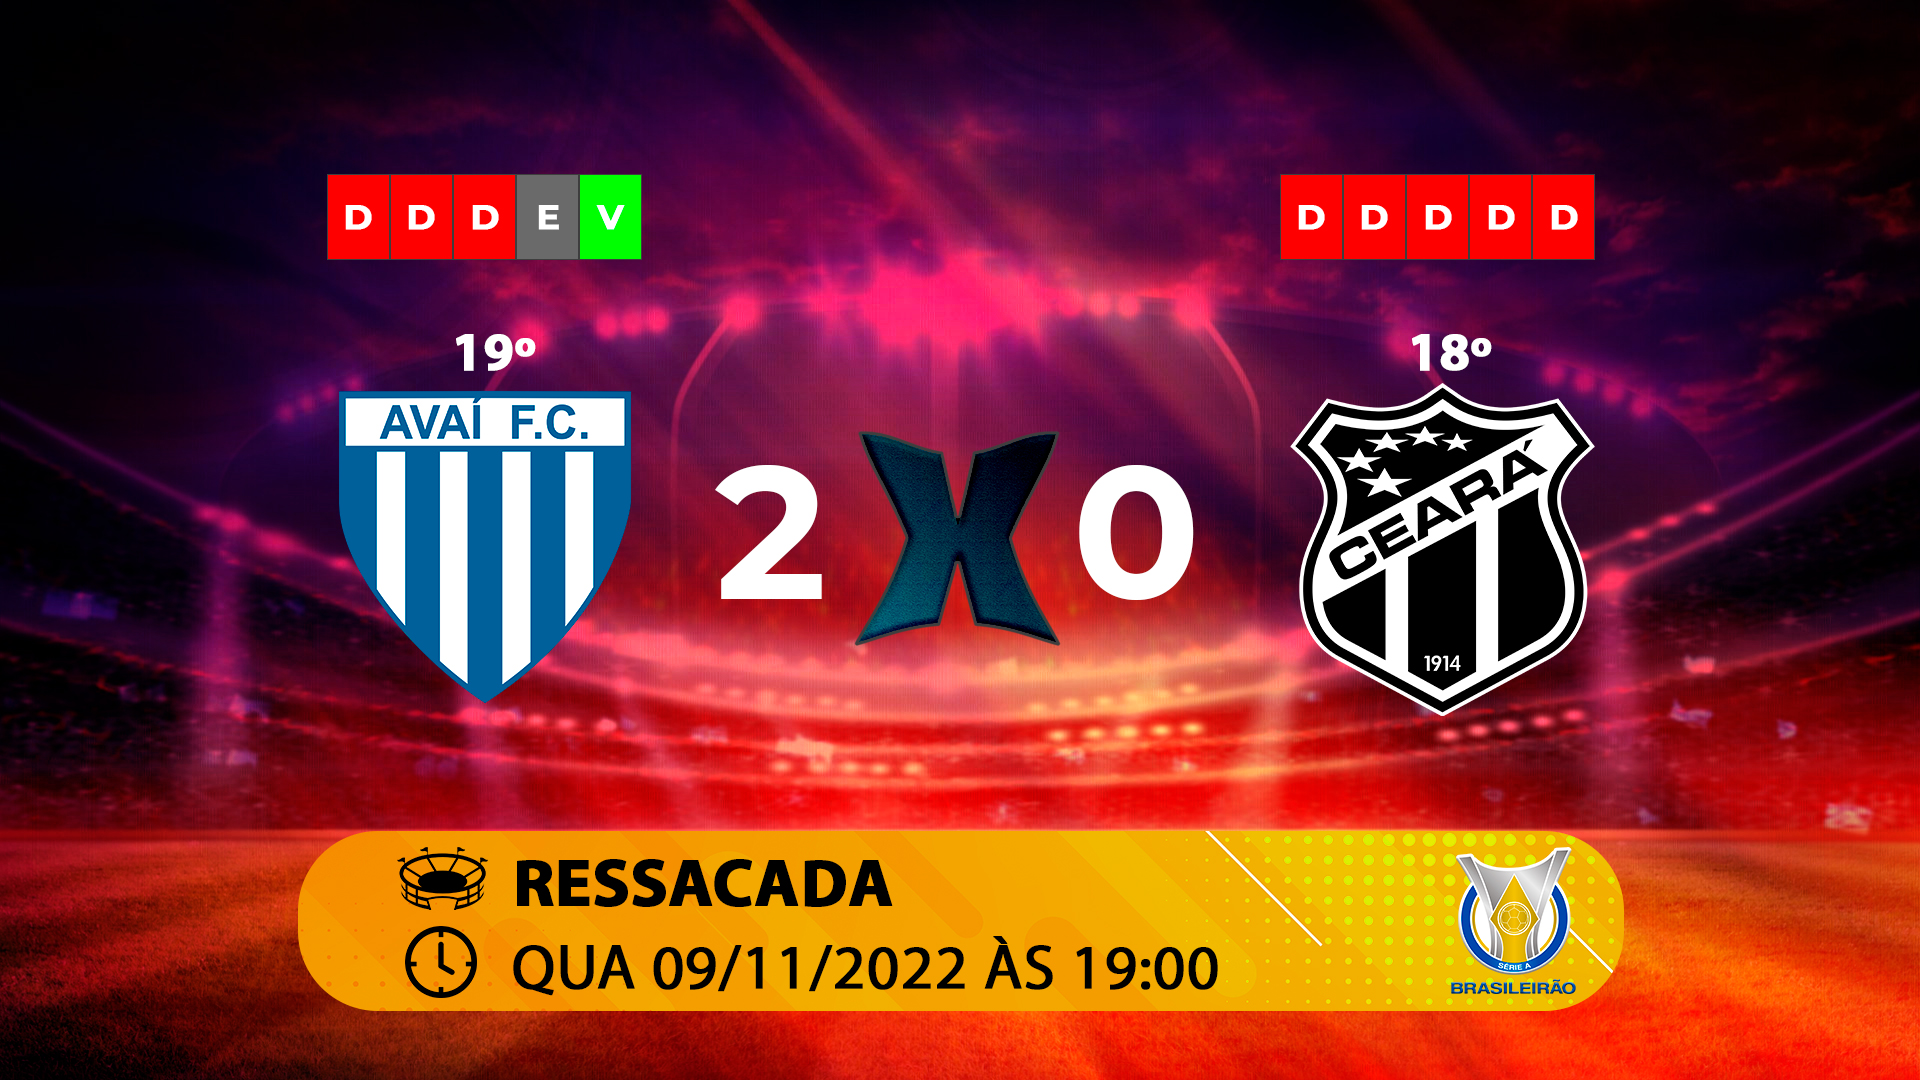 D D D E V
D D D D D
19º
18º
AVAÍ F.C.
CEARÁ
1914
2 X 0
RESSACADA
QUA 09/11/2022 ÀS 19:00
SÉRIE A
BRASILEIRÃO